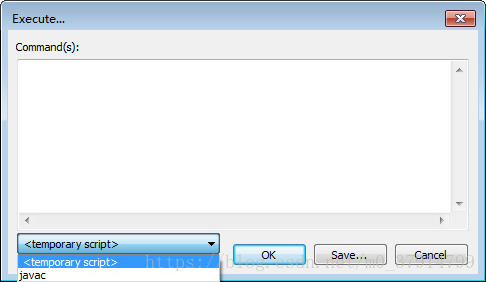 Execute...
Command(s):
<temporary script>
OK
Save...
Cancel
<temporary script>
javac